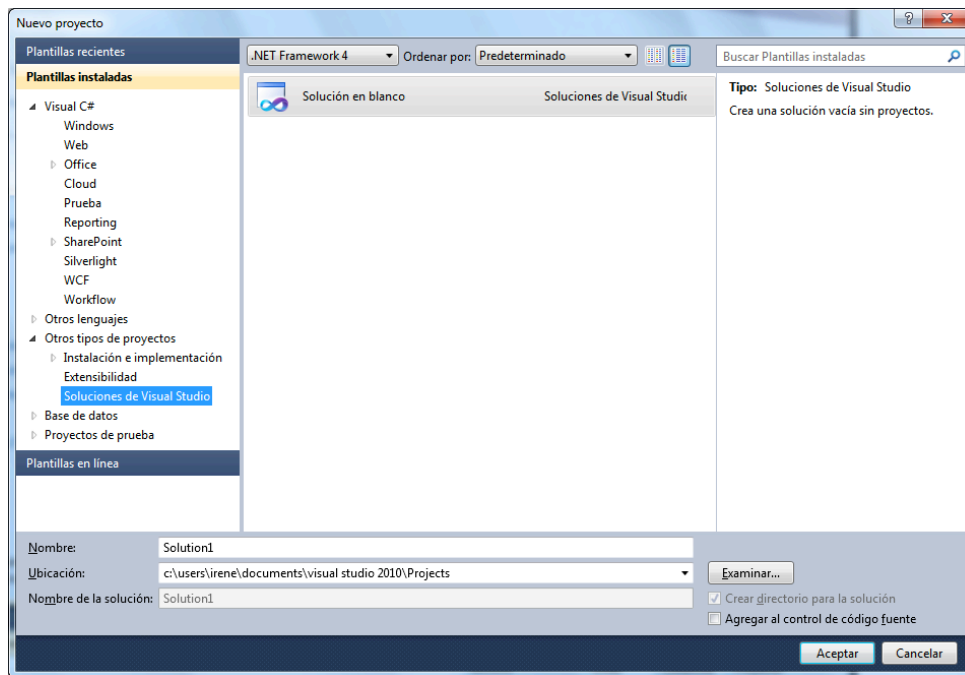 Nuevo proyecto
Plantillas recientes
Plantillas instaladas
Visual C#
Windows
Web
Office
Cloud
Prueba
Reporting
SharePoint
Silverlight
WCF
Workflow
Otros lenguajes
Otros tipos de proyectos
Instalación e implementación
Extensibilidad
Soluciones de Visual Studio
Base de datos
Proyectos de prueba
Plantillas en línea
.NET Framework 4 Ordenar por: Predeterminado
Solución en blanco Soluciones de Visual Studio
Buscar Plantillas instaladas
Tipo: Soluciones de Visual Studio
Crea una solución vacía sin proyectos.
Nombre: Solution1
Ubicación: c:\users\irene\documents\visual studio 2010\Projects Examinar...
Nombre de la solución: Solution1
Crear directorio para la solución
Agregar al control de código fuente
Aceptar Cancelar